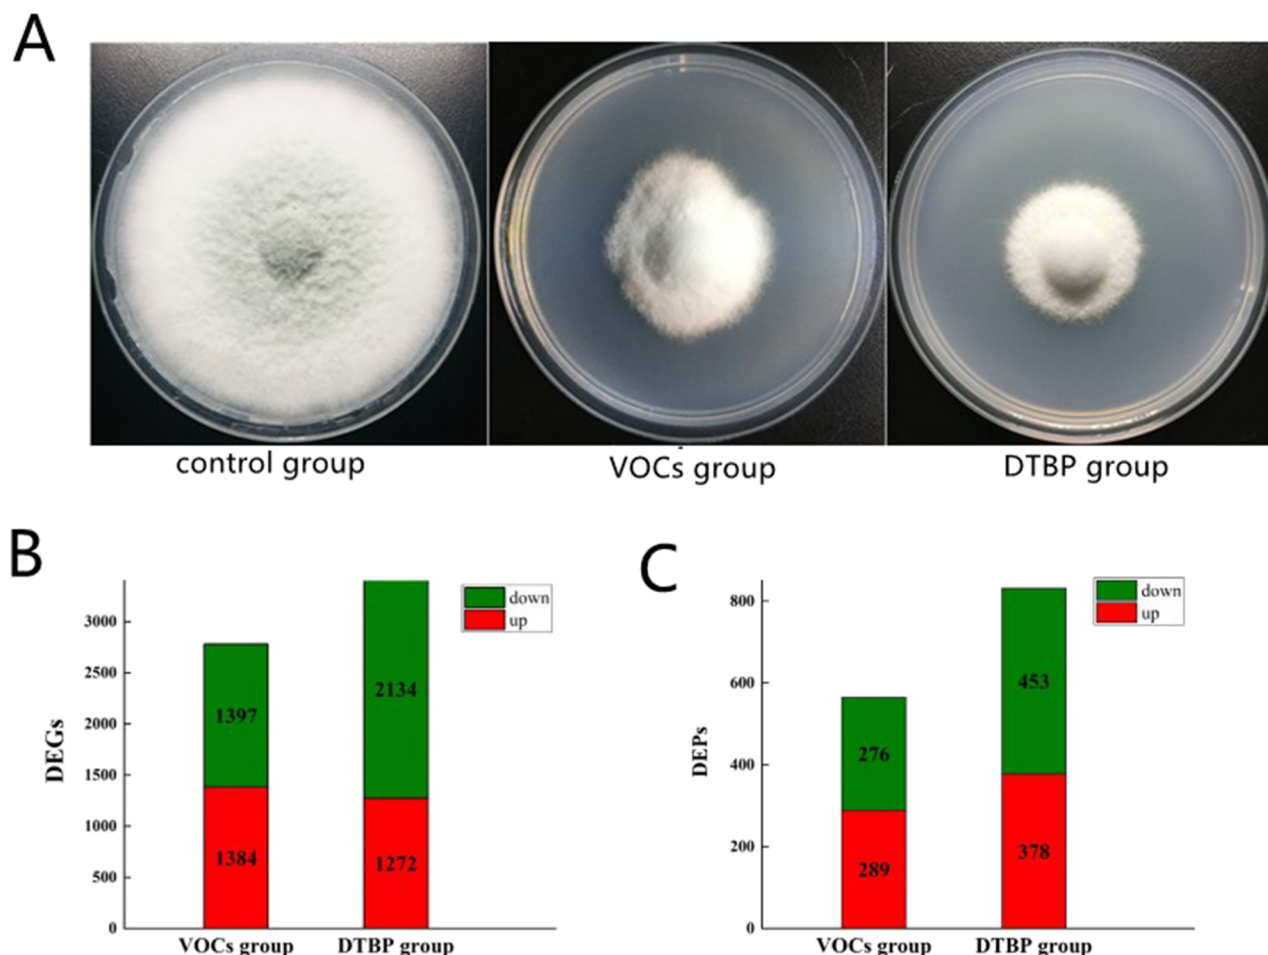 A
control group
VOCs group
DTBP group
B
DEGs
3000
2500
2000
1500
1000
500
0
1397
1384
2134
1272
down
up
VOCs group
DTBP group
C
DEPs
800
600
400
200
0
276
289
453
378
down
up
VOCs group
DTBP group